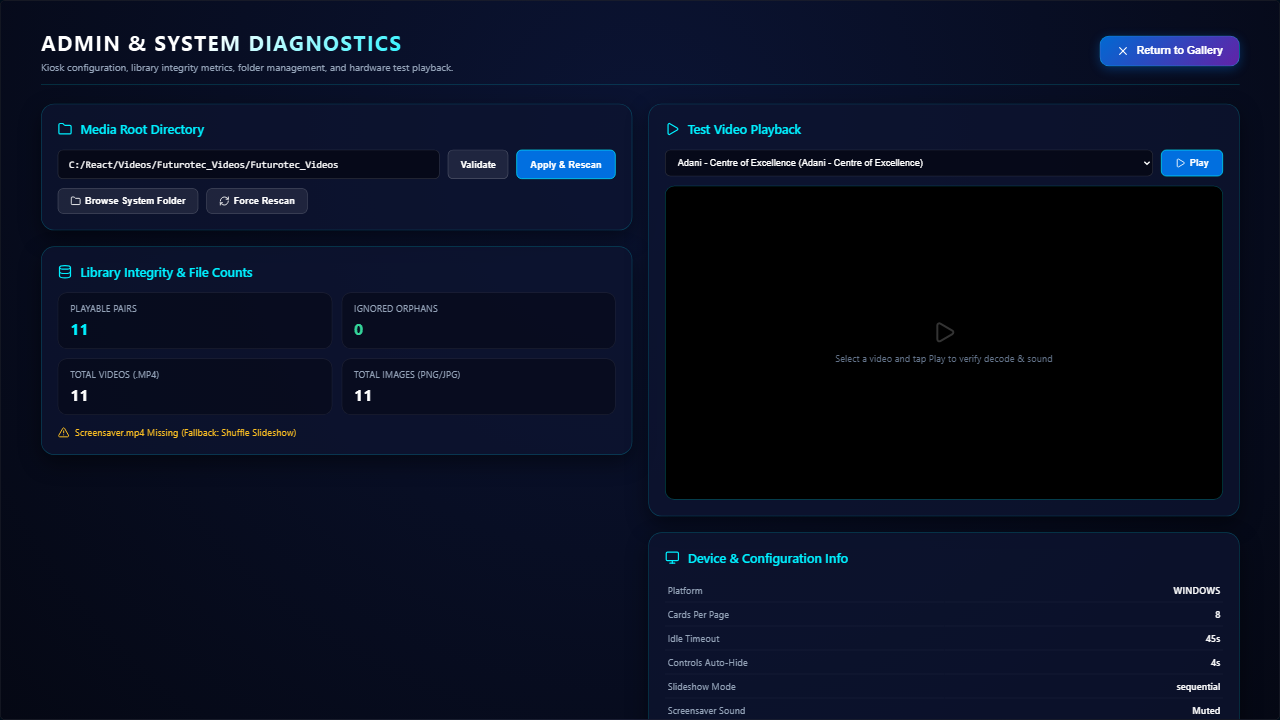 ADMIN & SYSTEM DIAGNOSTICS
Kiosk configuration, library integrity metrics, folder management, and hardware test playback.
Return to Gallery
Media Root Directory
C:/React/Videos/Futurotec_Videos/Futurotec_Videos
Validate
Apply & Rescan
Browse System Folder
Force Rescan
Library Integrity & File Counts
PLAYABLE PAIRS
11
IGNORED ORPHANS
0
TOTAL VIDEOS (.MP4)
11
TOTAL IMAGES (PNG/JPG)
11
Screensaver.mp4 Missing (Fallback: Shuffle Slideshow)
Test Video Playback
Adani - Centre of Excellence (Adani - Centre of Excellence)
Play
Select a video and tap Play to verify decode & sound
Device & Configuration Info
Platform WINDOWS
Cards Per Page 8
Idle Timeout 45s
Controls Auto-Hide 4s
Slideshow Mode sequential
Screensaver Sound Muted